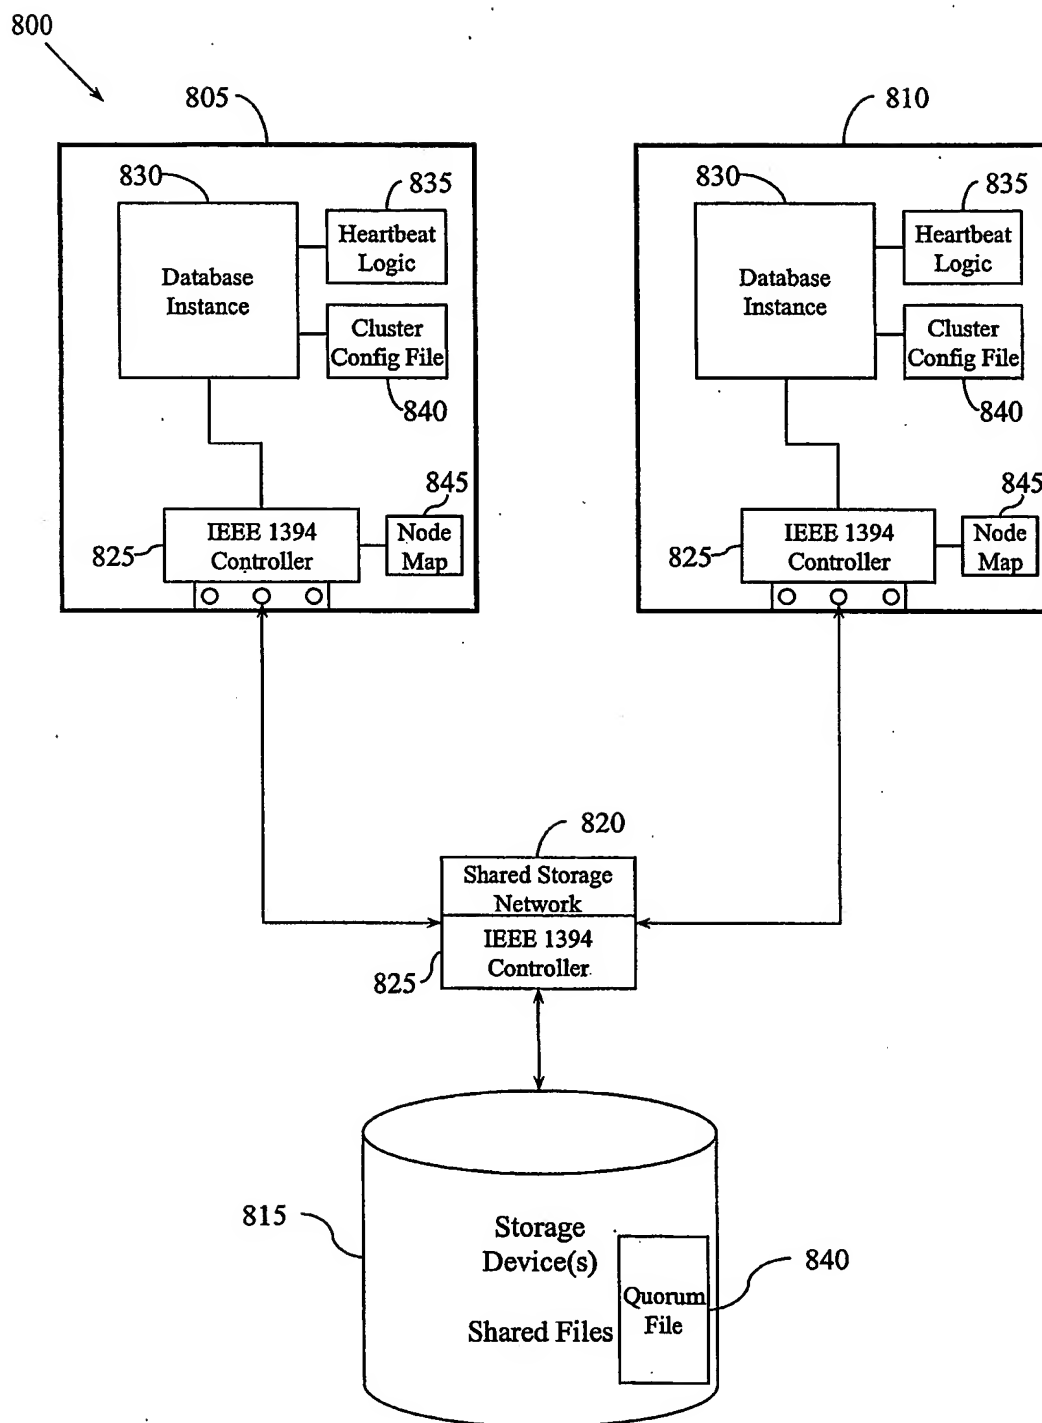 800
805
810
830
835
Heartbeat
Logic
Database
Instance
Cluster
Config File
840
845
IEEE 1394
Controller
825
Node
Map
830
835
Heartbeat
Logic
Database
Instance
Cluster
Config File
840
845
IEEE 1394
Controller
825
Node
Map
820
Shared Storage
Network
IEEE 1394
Controller
825
815
Storage
Device(s)
840
Quorum
File
Shared Files